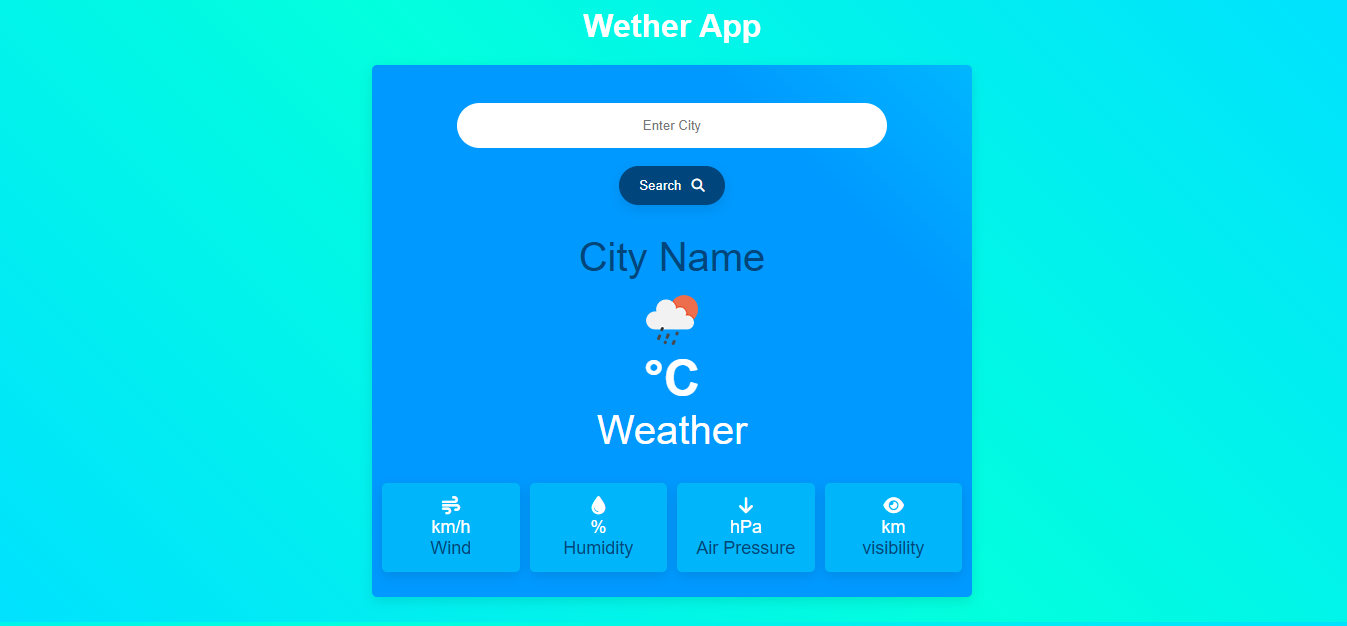 Wether App
Enter City
Search
City Name
°C
Weather
km/h
Wind
%
Humidity
hPa
Air Pressure
km
visibility